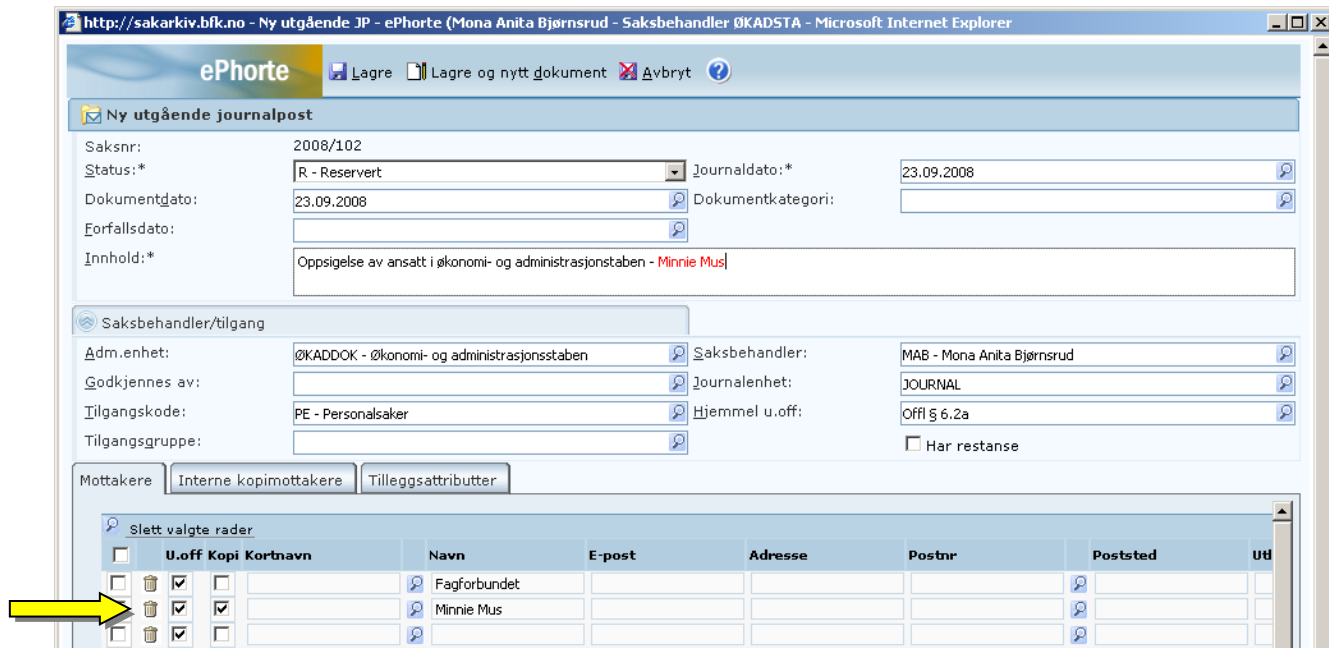 http://sakarkiv.bfk.no - Ny utgående JP - ePhorte (Mona Anita Bjørnsrud - Saksbehandler ØKADSTA - Microsoft Internet Explorer
ePhorte Lagre Lagre og nytt dokument Avbryt ?
Ny utgående journalpost
Saksnr: 2008/102
Status:* R - Reservert Journaldato:* 23.09.2008
Dokumentdato: 23.09.2008 Dokumentkategori:
Forfallsdato:
Innhold:* Oppsigelse av ansatt i økonomi- og administrasjonstaben - Minnie Mus
Saksbehandler/tilgang
Adm.enhet: ØKADDOK - Økonomi- og administrasjonsstaben Saksbehandler: MAB - Mona Anita Bjørnsrud
Godkjennes av: Journalenhet: JOURNAL
Tilgangskode: PE - Personalsaker Hjemmel u.off: Offl § 6.2a
Tilgangsgruppe: Har restanse
Mottakere Interne kopimottakere Tilleggsattributter
Slett valgte rader
U.off Kopi Kortnavn Navn E-post Adresse Postnr Poststed Utl
Fagforbundet
Minnie Mus